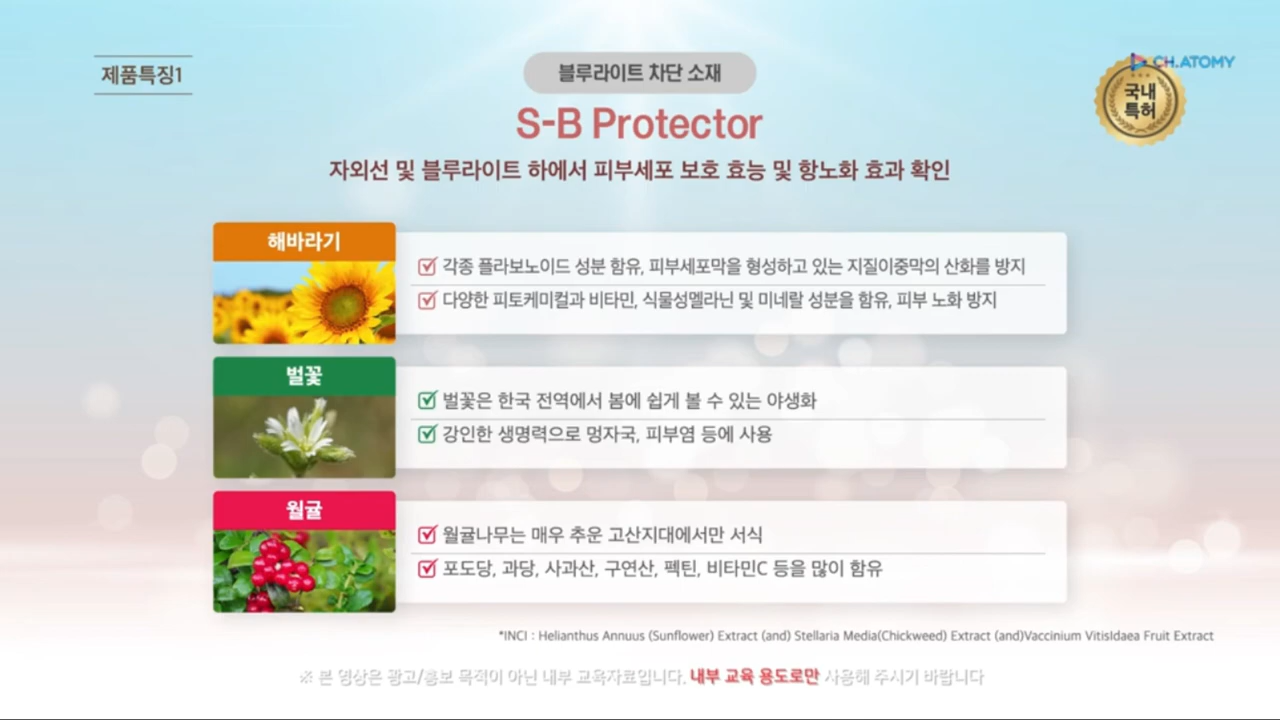 제품특징1
블루라이트 차단 소재
CH.ATOMY
국내
특허
S-B Protector
자외선 및 블루라이트 하에서 피부세포 보호 효능 및 항노화 효과 확인
해바라기
각종 플라보노이드 성분 함유, 피부세포막을 형성하고 있는 지질이중막의 산화를 방지
다양한 피토케미컬과 비타민, 식물성멜라닌 및 미네랄 성분을 함유, 피부 노화 방지
벌꽃
벌꽃은 한국 전역에서 봄에 쉽게 볼 수 있는 야생화
강인한 생명력으로 멍자국, 피부염 등에 사용
월귤
월귤나무는 매우 추운 고산지대에서만 서식
포도당, 과당, 사과산, 구연산, 펙틴, 비타민C 등을 많이 함유
*INCI : Helianthus Annuus (Sunflower) Extract (and) Stellaria Media(Chickweed) Extract (and)Vaccinium VitisIdaea Fruit Extract
※ 본 영상은 광고/홍보 목적이 아닌 내부 교육자료입니다. 내부 교육 용도로만 사용해 주시기 바랍니다